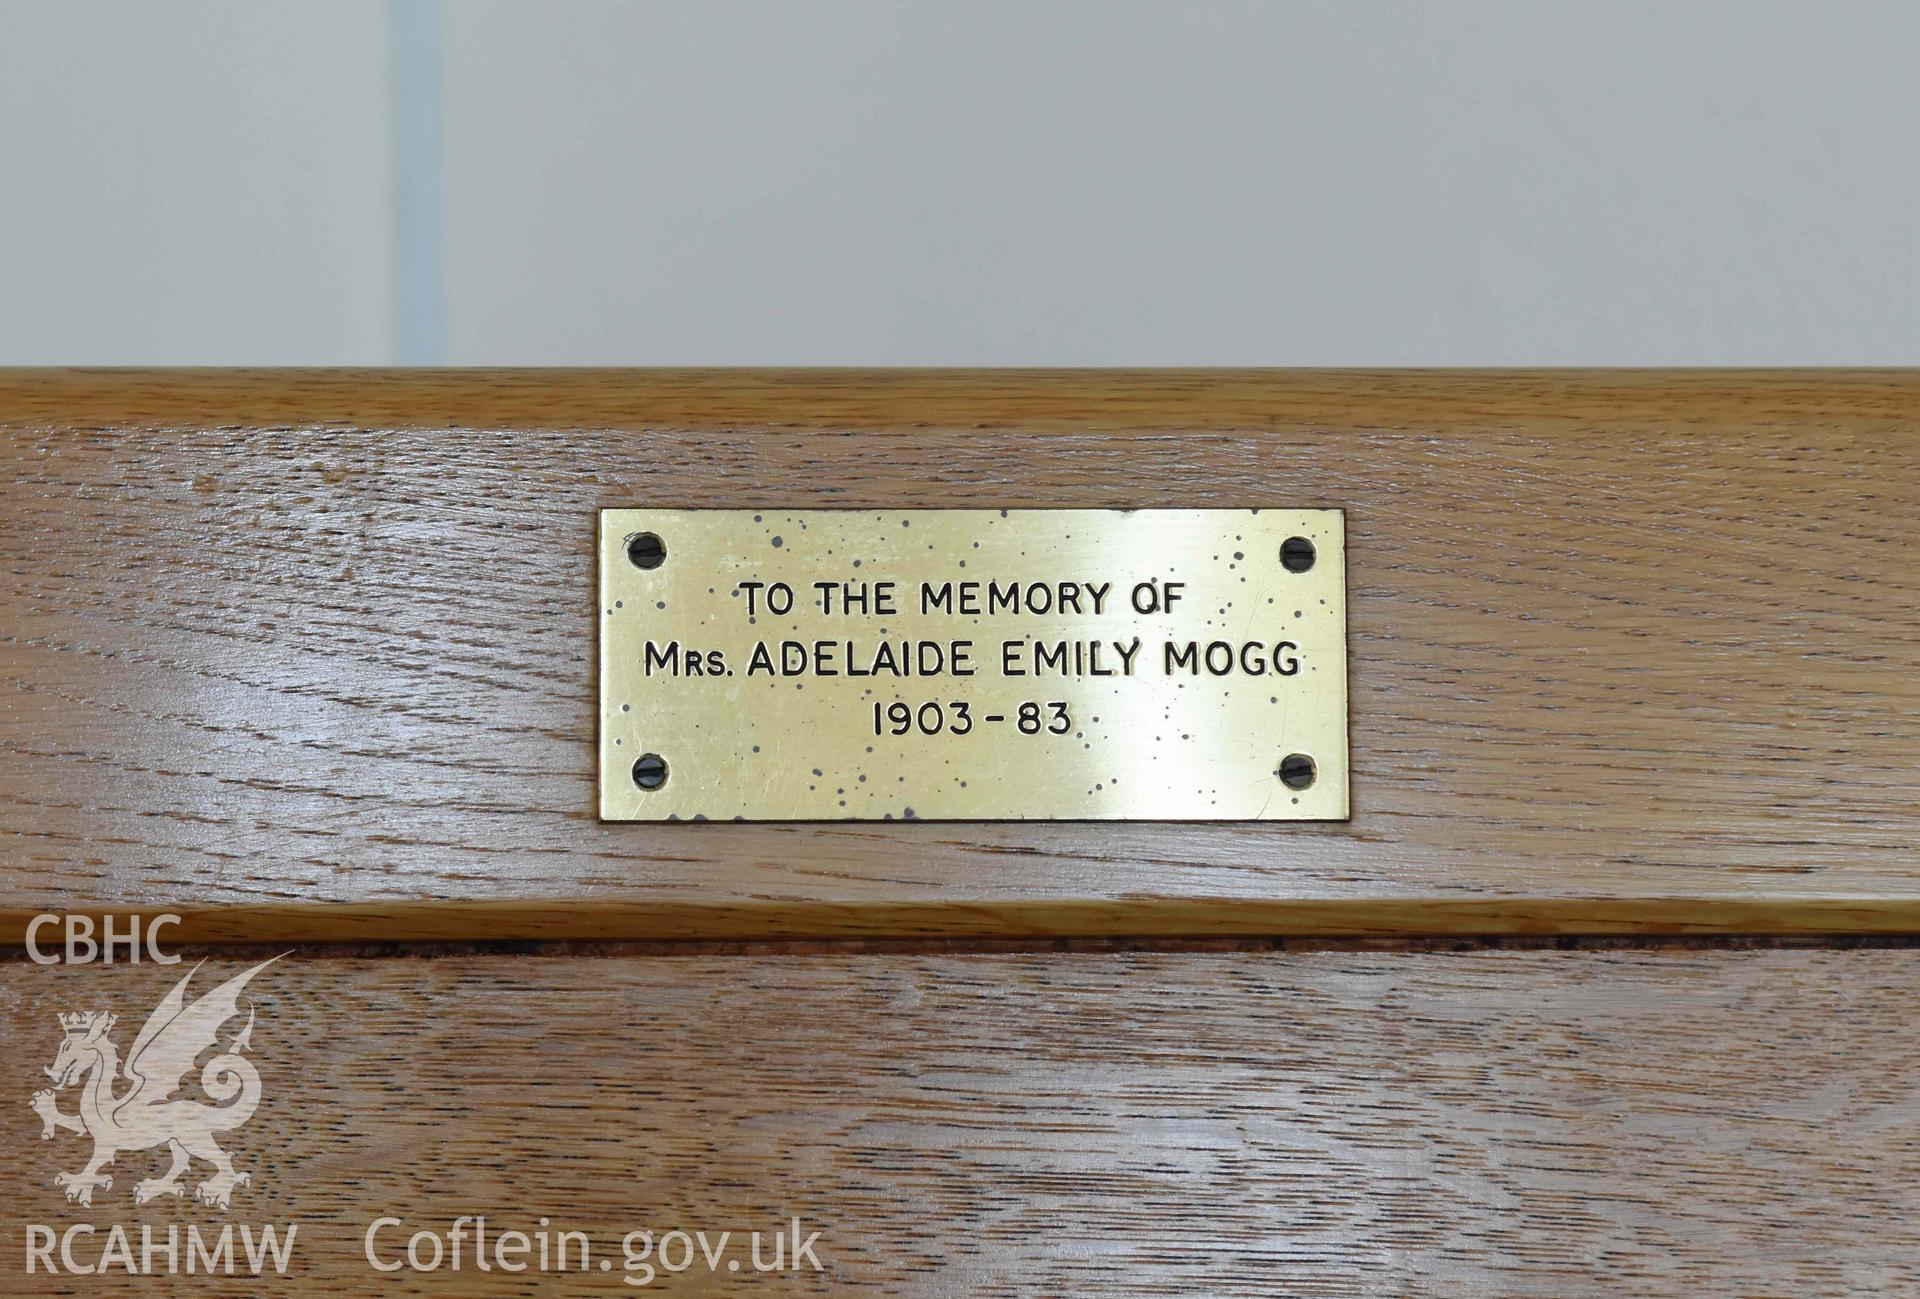 TO THE MEMORY OF
MRS. ADELAIDE EMILY MOGG
1903-83
CBHC
RCAHMW
Coflein.gov.uk